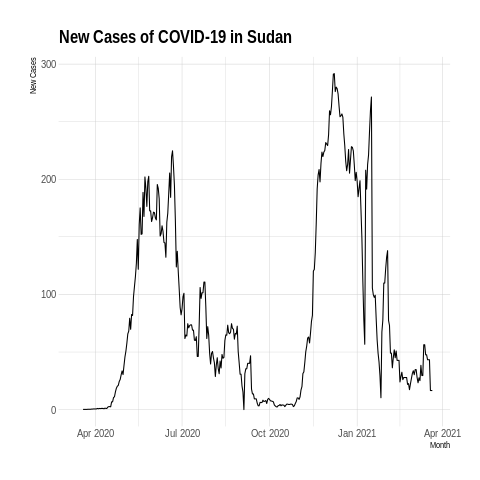 New Cases of COVID-19 in Sudan
New Cases
300
200
100
0
Apr 2020
Jul 2020
Oct 2020
Jan 2021
Apr 2021
Month